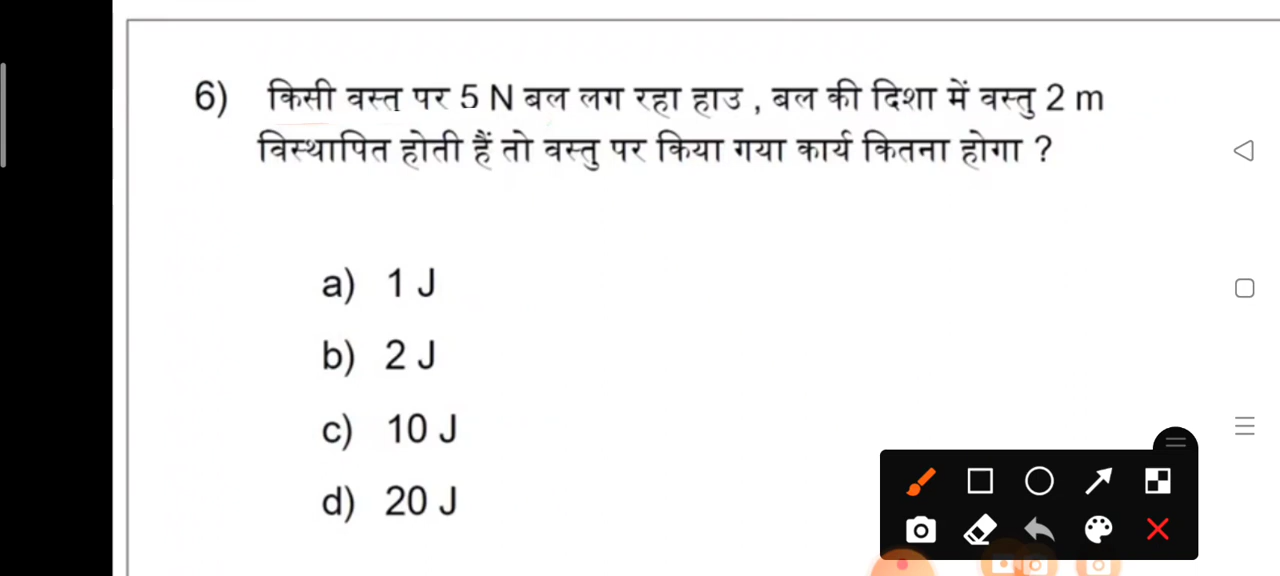 6) किसी वस्त पर 5 N बल लग रहा हाउ , बल की दिशा में वस्तु 2 m
विस्थापित होती हैं तो वस्तु पर किया गया कार्य कितना होगा ?
a) 1 J
b) 2 J
c) 10 J
d) 20 J